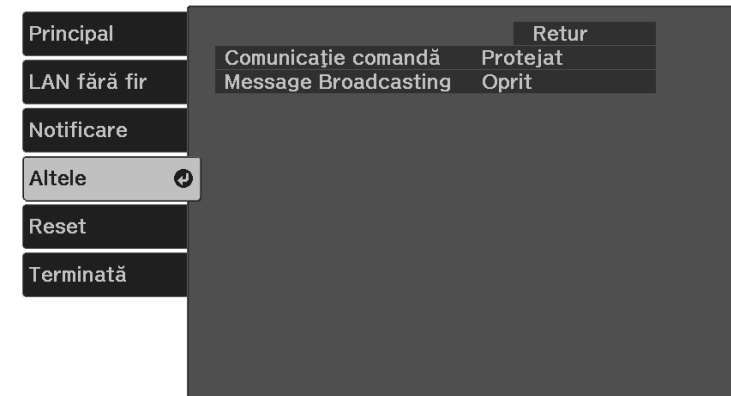 Principal
LAN fără fir
Notificare
Altele
Reset
Terminată
Retur
Comunicaţie comandă Protejat
Message Broadcasting Oprit